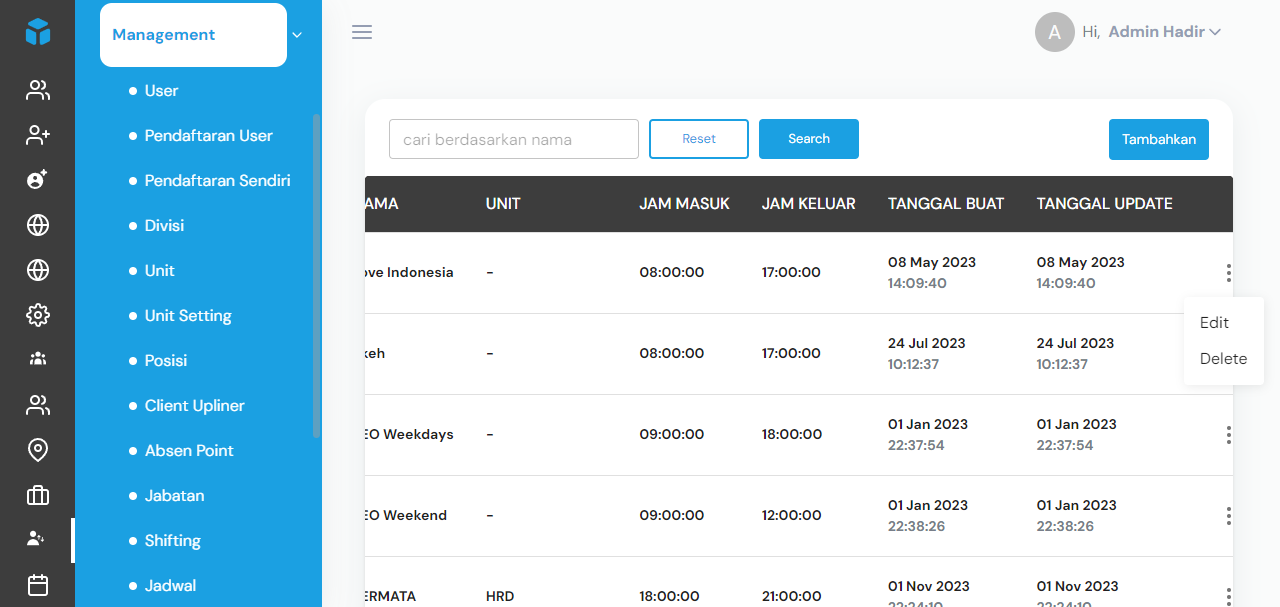 Management
User
Pendaftaran User
Pendaftaran Sendiri
Divisi
Unit
Unit Setting
Posisi
Client Upliner
Absen Point
Jabatan
Shifting
Jadwal
A Hi, Admin Hadir
cari berdasarkan nama Reset Search Tambahkan
AMA UNIT JAM MASUK JAM KELUAR TANGGAL BUAT TANGGAL UPDATE
ove Indonesia - 08:00:00 17:00:00 08 May 2023 08 May 2023
14:09:40 14:09:40
Edit
Delete
keh - 08:00:00 17:00:00 24 Jul 2023 24 Jul 2023
10:12:37 10:12:37
EO Weekdays - 09:00:00 18:00:00 01 Jan 2023 01 Jan 2023
22:37:54 22:37:54
EO Weekend - 09:00:00 12:00:00 01 Jan 2023 01 Jan 2023
22:38:26 22:38:26
ERMATA HRD 18:00:00 21:00:00 01 Nov 2023 01 Nov 2023
22:24:10 22:24:10